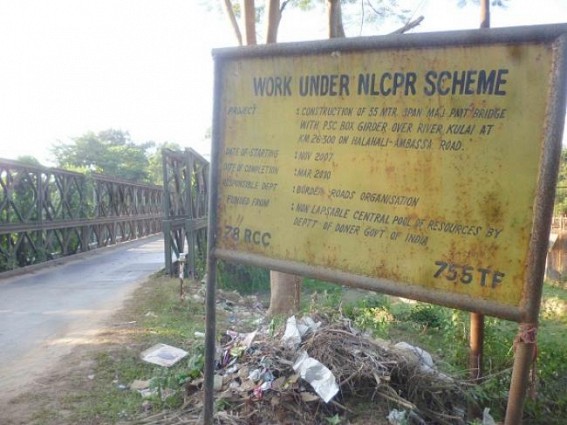 WORK UNDER NLCPR SCHEME
PROJECT : CONSTRUCTION OF 55 MTR SPAN MAJ PMT BRIDGE
WITH PSC BOX GIRDER OVER RIVER KULAI AT
KM 26·500 ON HALAHALI-AMBASSA ROAD.
DATE OF STARTING : NOV 2007
DATE OF COMPLETION : MAR 2010
RESPONSIBLE DEPT : BORDER ROADS ORGANISATION
FUNDED FROM : NON LAPSABLE CENTRAL POOL OF RESOURCES BY
DEPTT OF DONER GOVT OF INDIA
78 RCC 755 TF